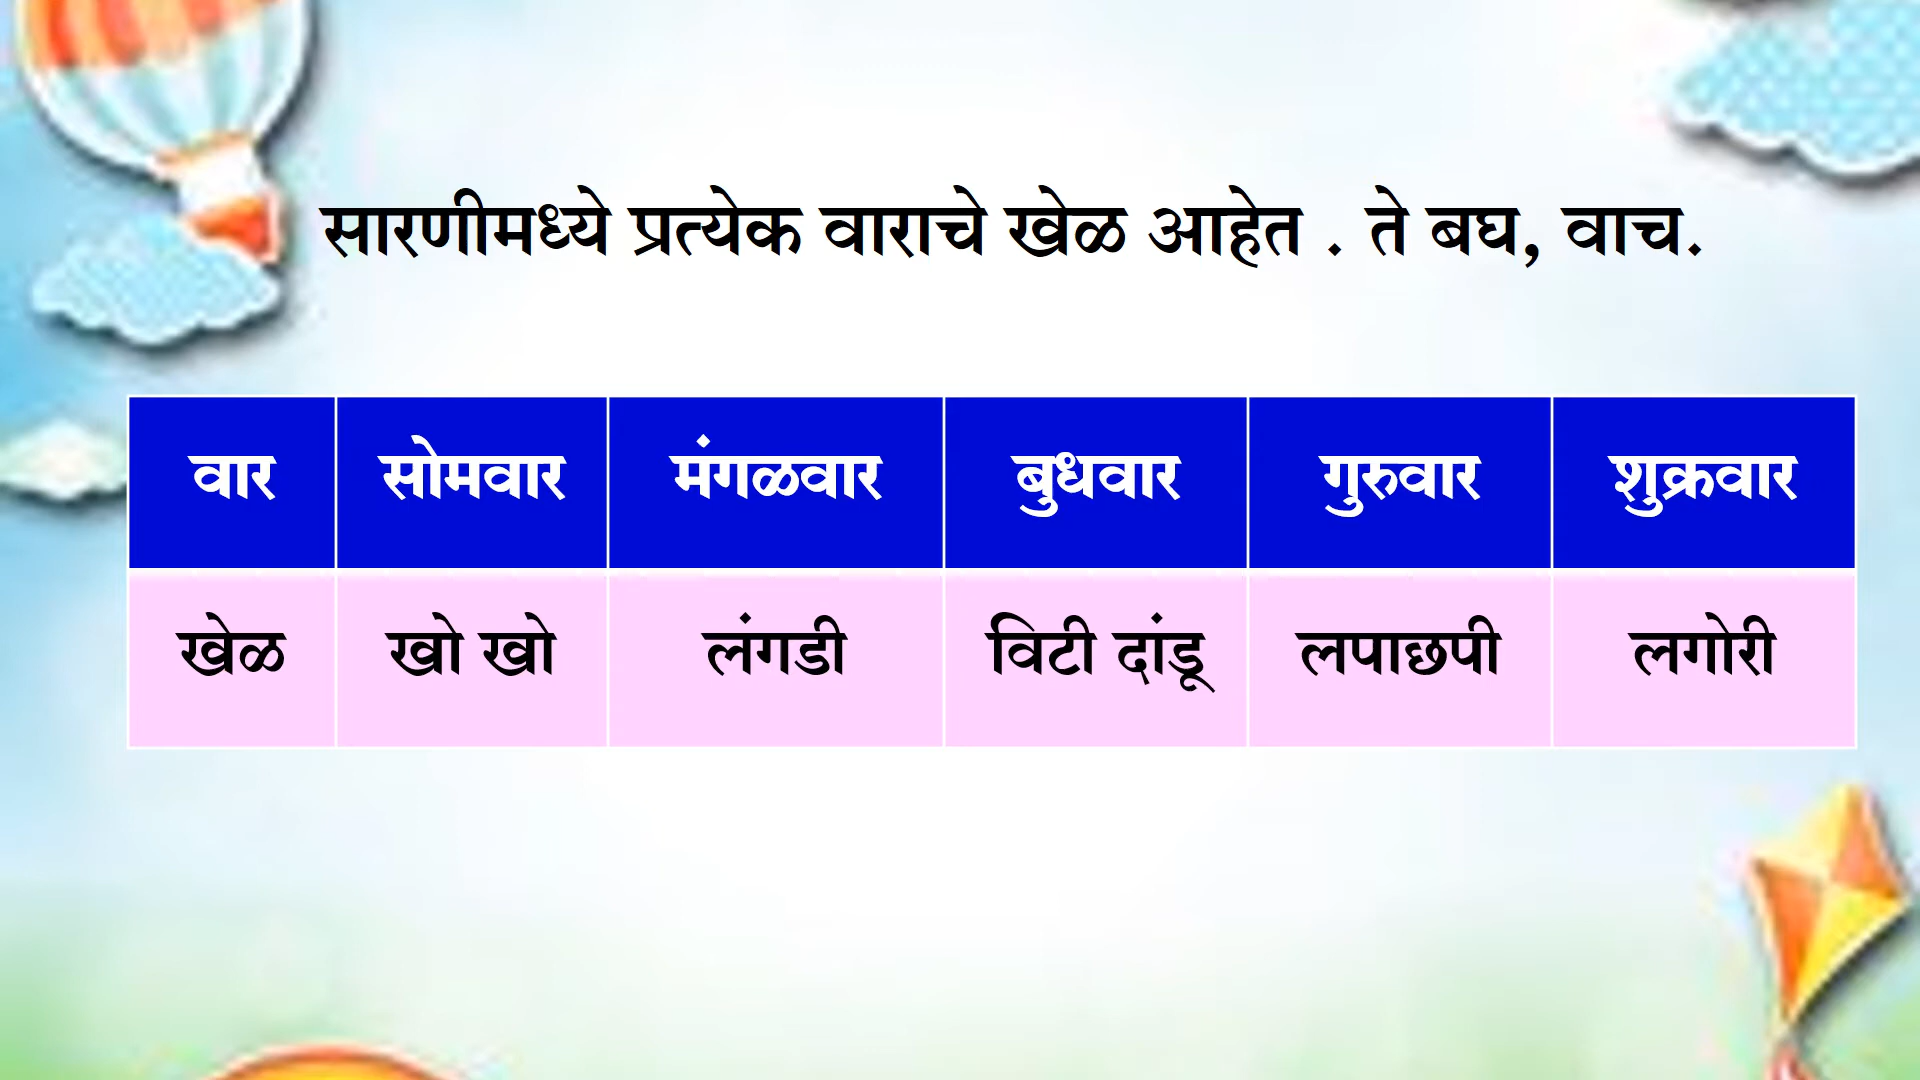 सारणीमध्ये प्रत्येक वाराचे खेळ आहेत . ते बघ, वाच.
वार सोमवार मंगळवार बुधवार गुरुवार शुक्रवार
खेळ खो खो लंगडी विटी दांडू लपाछपी लगोरी